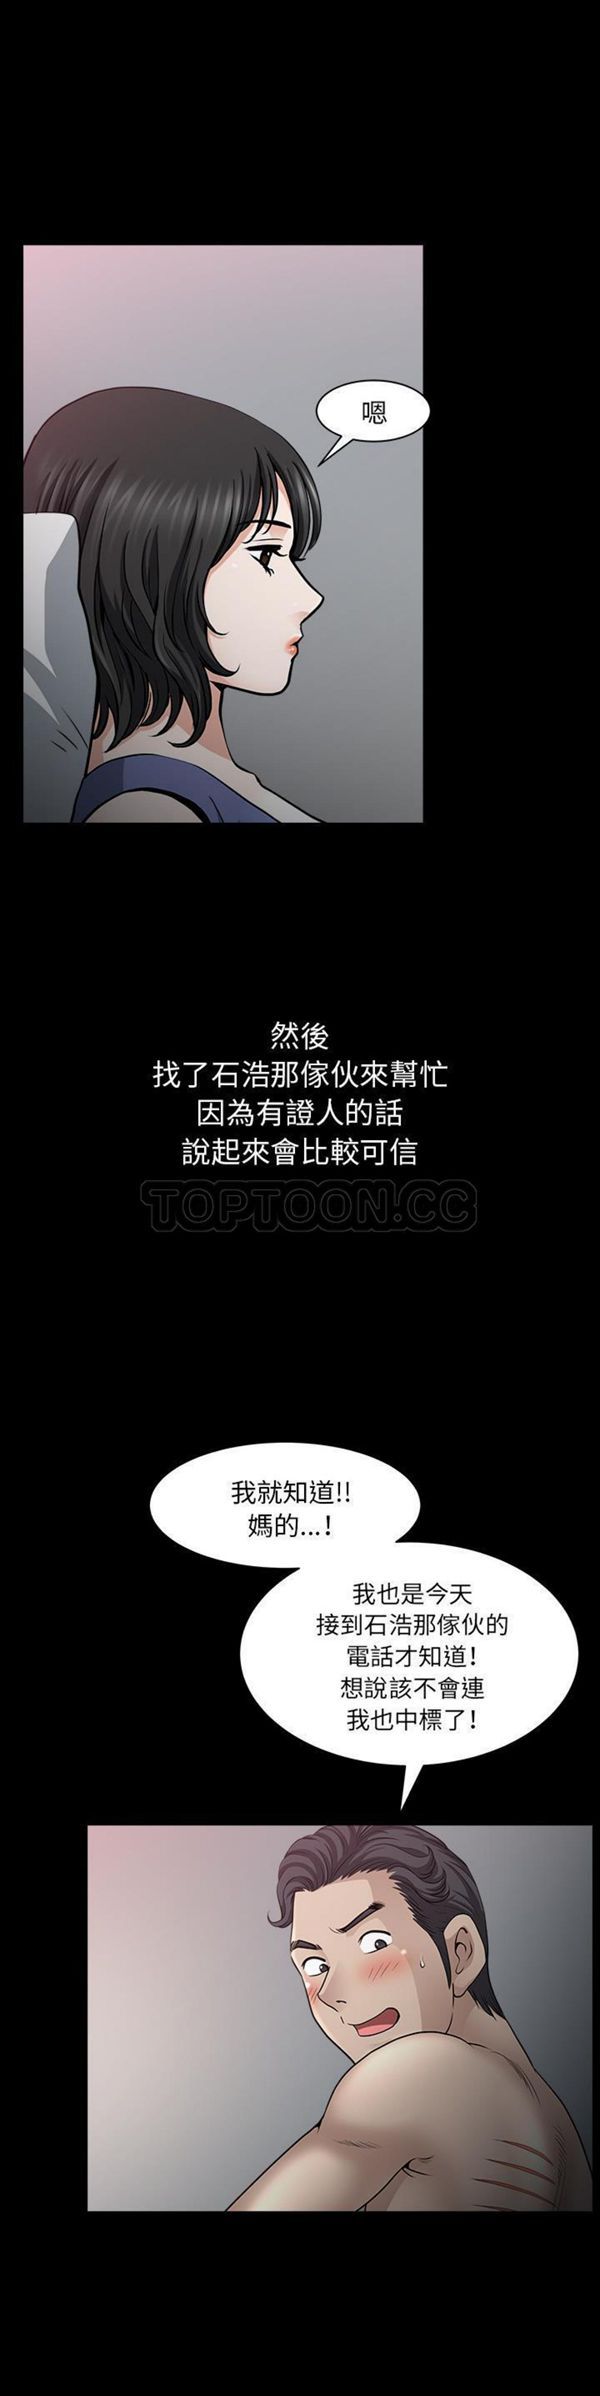 嗯
然後
找了石浩那傢伙來幫忙
因為有證人的話
說起來會比較可信
TOPTOON.CC
我就知道!!
媽的...!
我也是今天
接到石浩那傢伙的
電話才知道!
想說該不會連
我也中標了!